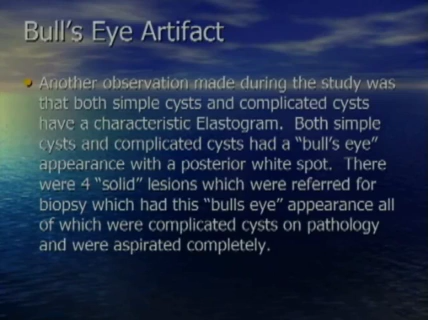 Bull's Eye Artifact
Another observation made during the study was
that both simple cysts and complicated cysts
have a characteristic Elastogram. Both simple
cysts and complicated cysts had a "bull's eye"
appearance with a posterior white spot. There
were 4 "solid" lesions which were referred for
biopsy which had this "bulls eye" appearance all
of which were complicated cysts on pathology
and were aspirated completely.